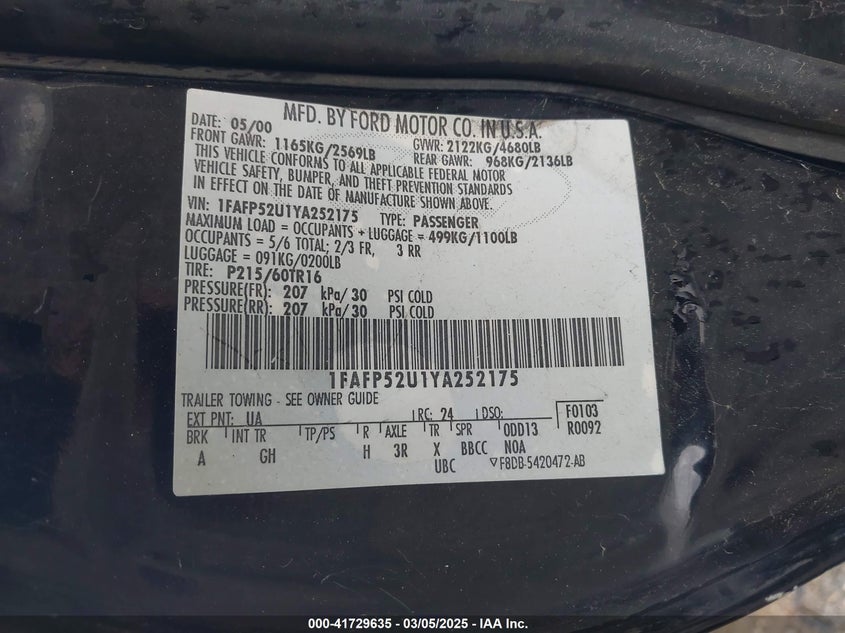 MFD. BY FORD MOTOR CO. IN U.S.A.
DATE: 05/00 GVWR: 2122KG/4680LB
FRONT GAWR: 1165KG/2569LB REAR GAWR: 968KG/2136LB
THIS VEHICLE CONFORMS TO ALL APPLICABLE FEDERAL MOTOR
VEHICLE SAFETY, BUMPER, AND THEFT PREVENTION STANDARDS
IN EFFECT ON THE DATE OF MANUFACTURE SHOWN ABOVE.
VIN: 1FAFP52U1YA252175 TYPE: PASSENGER
MAXIMUM LOAD = OCCUPANTS + LUGGAGE = 499KG/1100LB
OCCUPANTS = 5/6 TOTAL; 2/3 FR, 3 RR
LUGGAGE = 091KG/0200LB
TIRE: P215/60TR16
PRESSURE(FR): 207 kPa/30 PSI COLD
PRESSURE(RR): 207 kPa/30 PSI COLD
1FAFP52U1YA252175
TRAILER TOWING - SEE OWNER GUIDE
EXT PNT: UA RC: 24 DSO: F0103
BRK INT TR TP/PS R AXLE TR SPR ODD13 R0092
A GH H 3R X BBCC NOA
UBC F8DB-5420472-AB
000-41729635 - 03/05/2025 - IAA Inc.